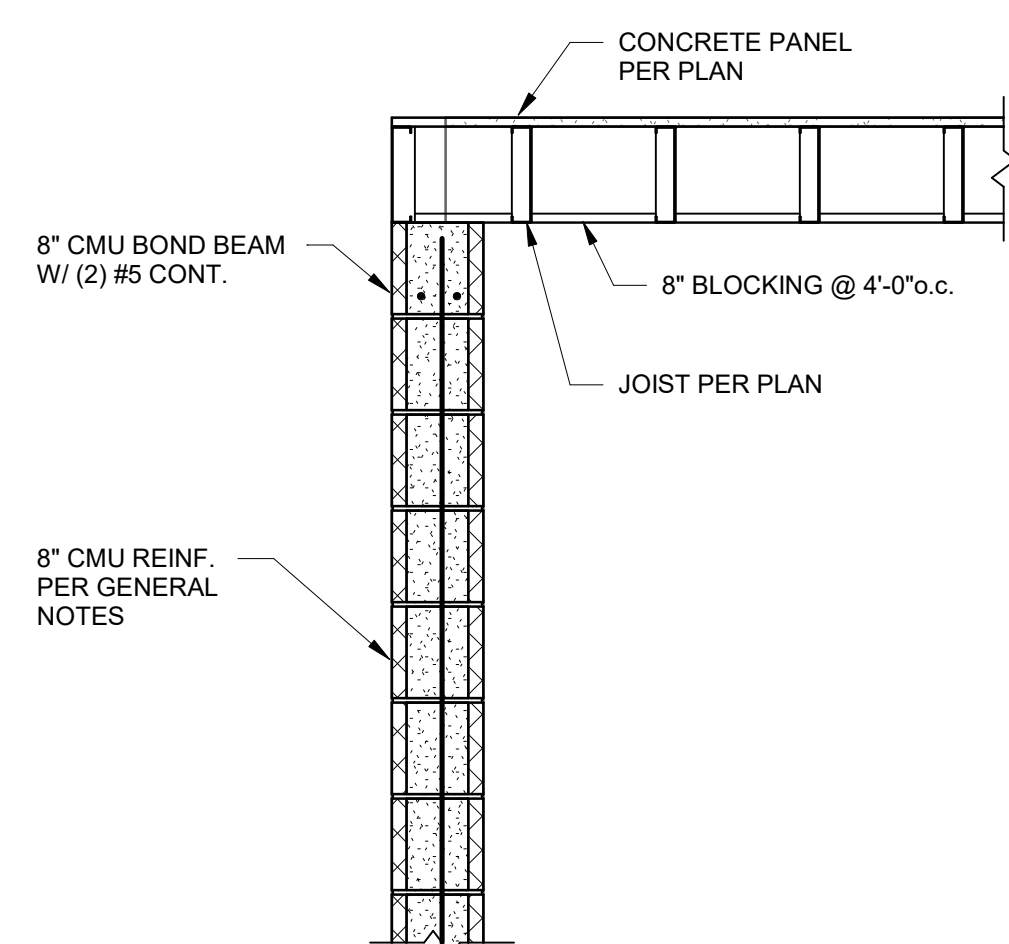 CONCRETE PANEL
PER PLAN
8" CMU BOND BEAM
W/ (2) #5 CONT.
8" BLOCKING @ 4'-0"o.c.
JOIST PER PLAN
8" CMU REINF.
PER GENERAL
NOTES